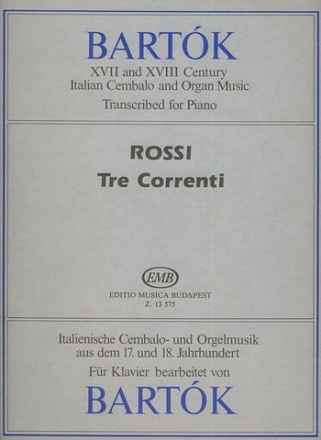 BARTÓK
XVII and XVIII Century
Italian Cembalo and Organ Music
Transcribed for Piano
ROSSI
Tre Correnti
EMB
EDITIO MUSICA BUDAPEST
Z. 13 575
Italienische Cembalo- und Orgelmusik
aus dem 17. und 18. Jahrhundert
Für Klavier bearbeitet von
BARTÓK